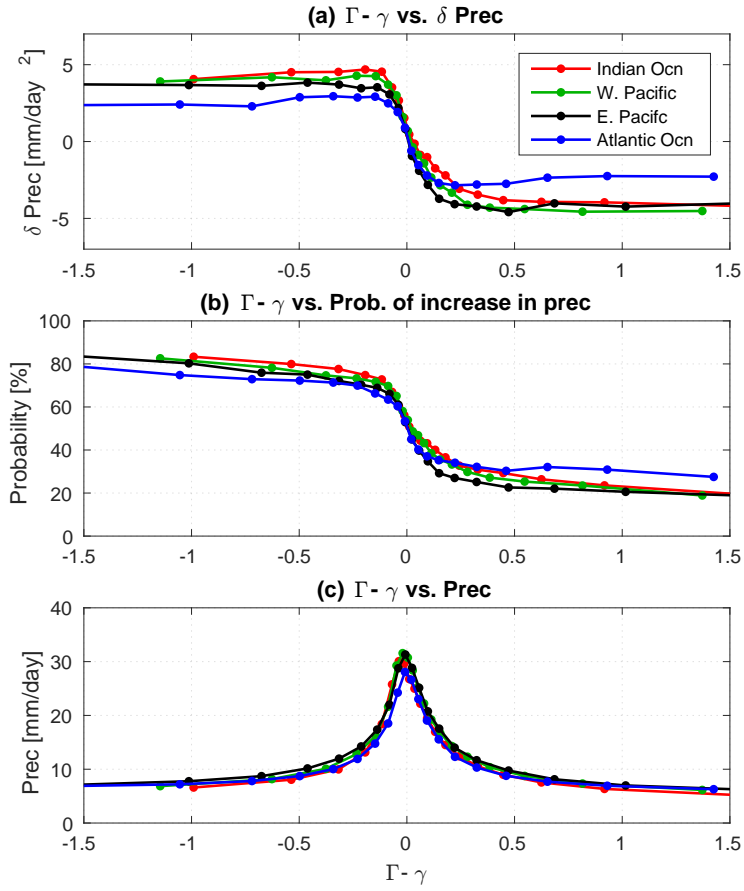 (a) Γ- γ vs. δ Prec
δ Prec [mm/day 2]
5
0
-5
-1.5 -1 -0.5 0 0.5 1 1.5
Indian Ocn
W. Pacific
E. Pacifc
Atlantic Ocn
(b) Γ- γ vs. Prob. of increase in prec
Probability [%]
100
80
60
40
20
0
-1.5 -1 -0.5 0 0.5 1 1.5
(c) Γ- γ vs. Prec
Prec [mm/day]
40
30
20
10
0
-1.5 -1 -0.5 0 0.5 1 1.5
Γ- γ